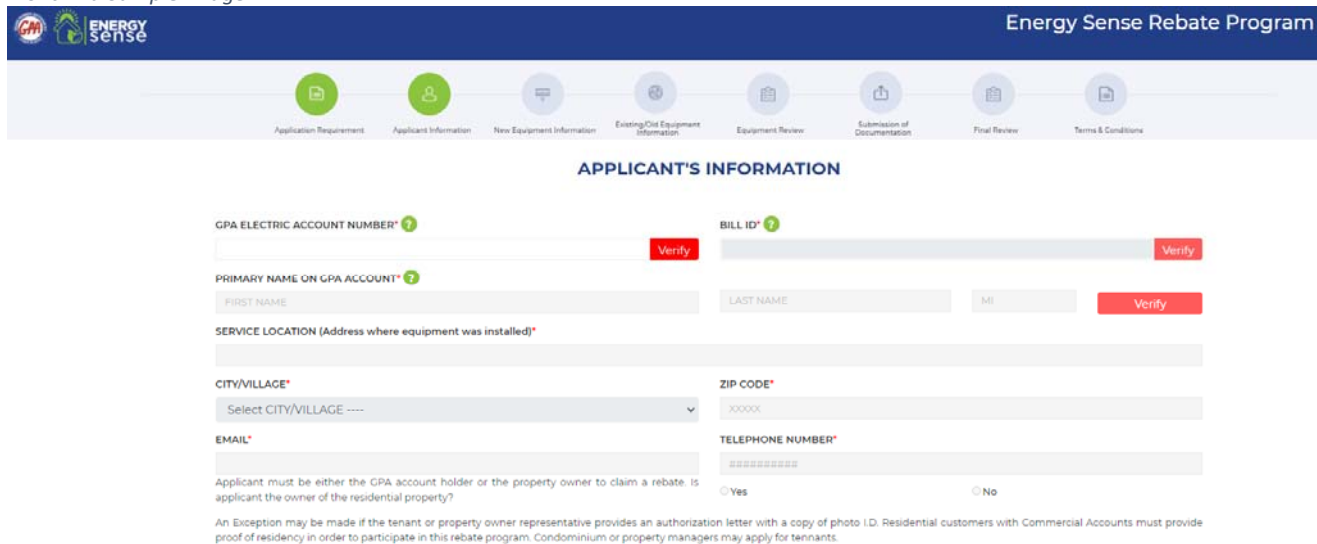 GPA ENERGY sense Energy Sense Rebate Program
Application Requirement Applicant Information New Equipment Information Existing/Old Equipment Information Equipment Review Submission of Documentation Final Review Terms & Conditions
APPLICANT'S INFORMATION
GPA ELECTRIC ACCOUNT NUMBER* ? BILL ID* ?
Verify Verify
PRIMARY NAME ON GPA ACCOUNT* ?
FIRST NAME LAST NAME MI Verify
SERVICE LOCATION (Address where equipment was installed)*
CITY/VILLAGE* ZIP CODE*
Select CITY/VILLAGE ---- XXXXX
EMAIL* TELEPHONE NUMBER*
##########
Applicant must be either the GPA account holder or the property owner to claim a rebate. Is
applicant the owner of the residential property? Yes No
An Exception may be made if the tenant or property owner representative provides an authorization letter with a copy of photo I.D. Residential customers with Commercial Accounts must provide
proof of residency in order to participate in this rebate program. Condominium or property managers may apply for tennants.